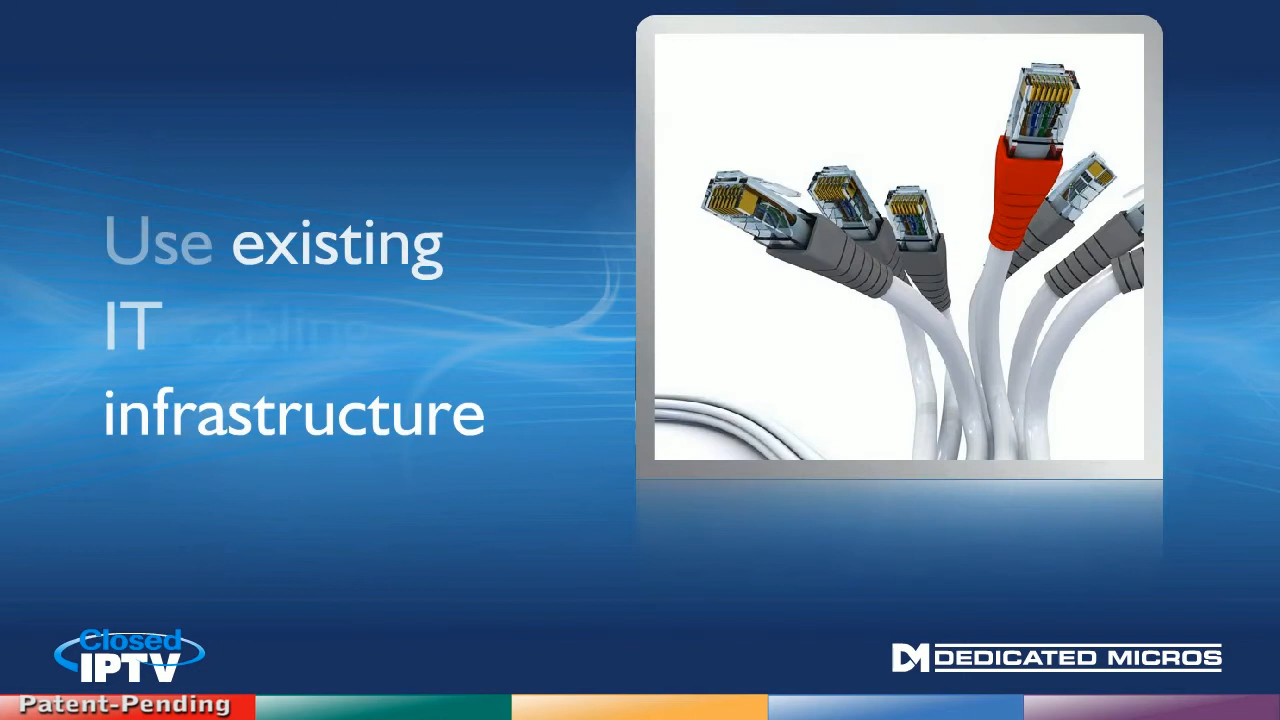 Use existing
IT
infrastructure
Closed
IPTV
DEDICATED MICROS
Patent-Pending